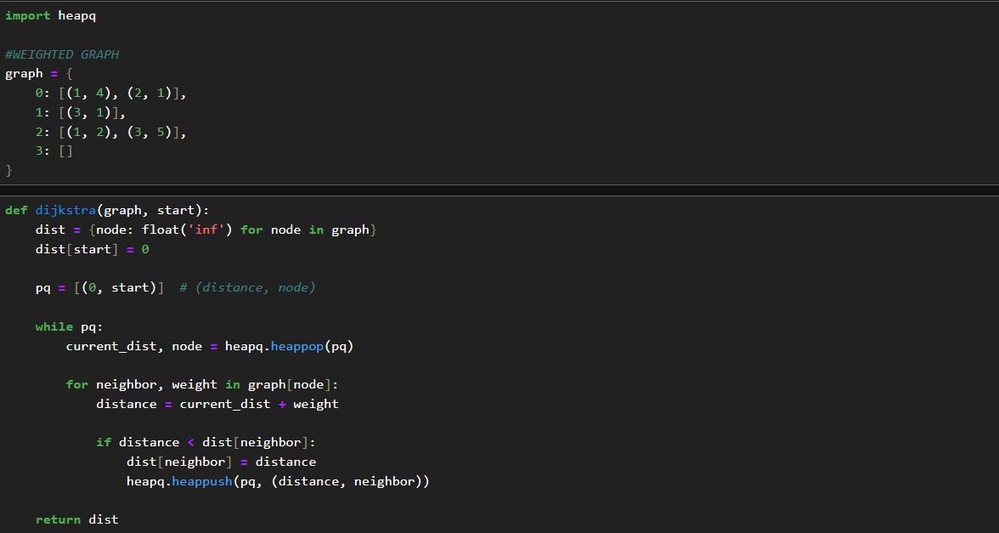 import heapq
#WEIGHTED GRAPH
graph = {
    0: [(1, 4), (2, 1)],
    1: [(3, 1)],
    2: [(1, 2), (3, 5)],
    3: []
}
def dijkstra(graph, start):
    dist = {node: float('inf') for node in graph}
    dist[start] = 0
    pq = [(0, start)]  # (distance, node)
    while pq:
        current_dist, node = heapq.heappop(pq)
        for neighbor, weight in graph[node]:
            distance = current_dist + weight
            if distance < dist[neighbor]:
                dist[neighbor] = distance
                heapq.heappush(pq, (distance, neighbor))
    return dist